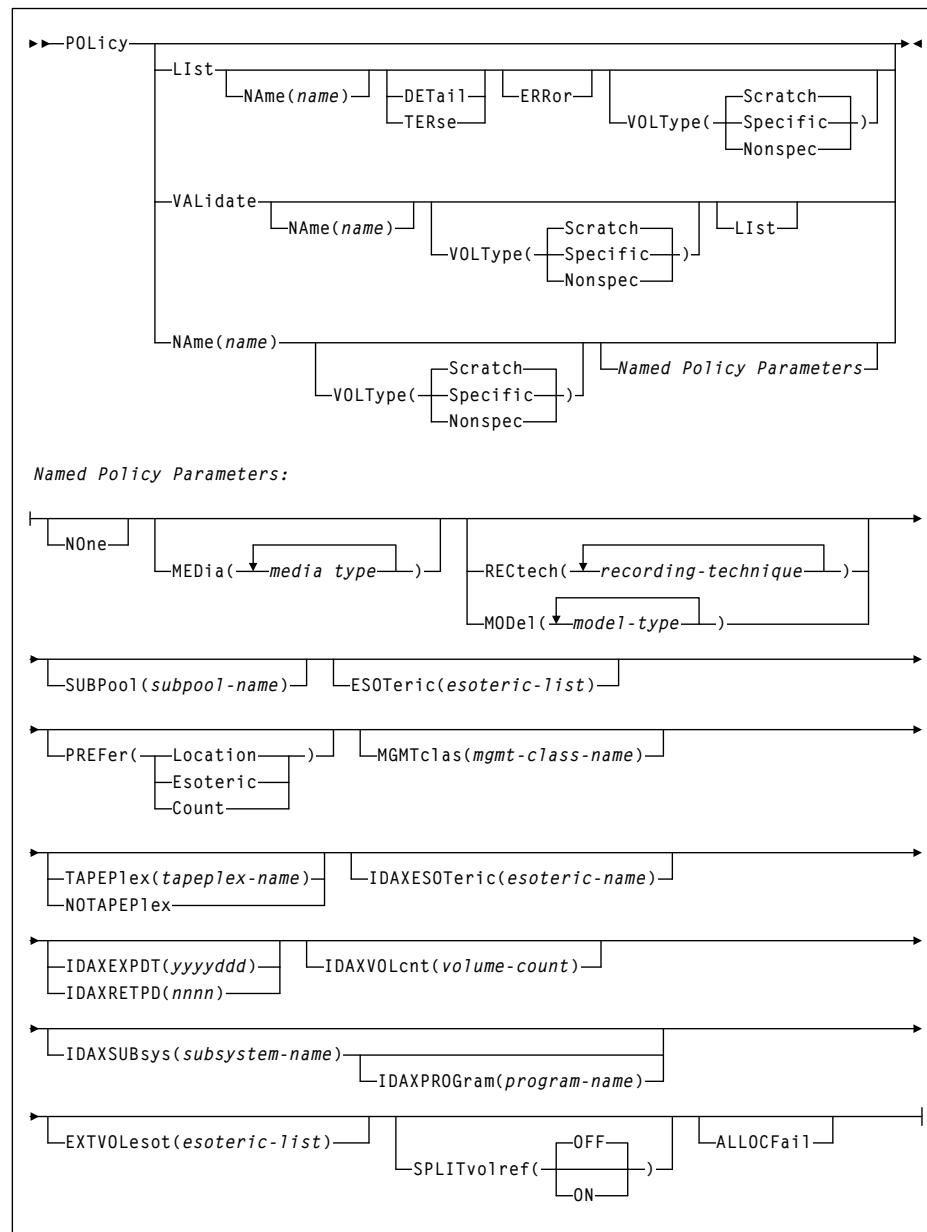 POLicy
LIst
NAme(name)
DETail
TERse
ERRor
VOLType(
Scratch
Specific
Nonspec
)
VALidate
NAme(name)
VOLType(
Scratch
Specific
Nonspec
)
LIst
NAme(name)
VOLType(
Scratch
Specific
Nonspec
)
Named Policy Parameters
Named Policy Parameters:
NOne
MEDia(
media type
)
RECtech(
recording-technique
)
MODel(
model-type
)
SUBPool(subpool-name)
ESOTeric(esoteric-list)
PREFer(
Location
Esoteric
Count
)
MGMTclas(mgmt-class-name)
TAPEPlex(tapeplex-name)
NOTAPEPlex
IDAXESOTeric(esoteric-name)
IDAXEXPDT(yyyyddd)
IDAXRETPD(nnnn)
IDAXVOLcnt(volume-count)
IDAXSUBsys(subsystem-name)
IDAXPROGram(program-name)
EXTVOLesot(esoteric-list)
SPLITvolref(
OFF
ON
)
ALLOCFail